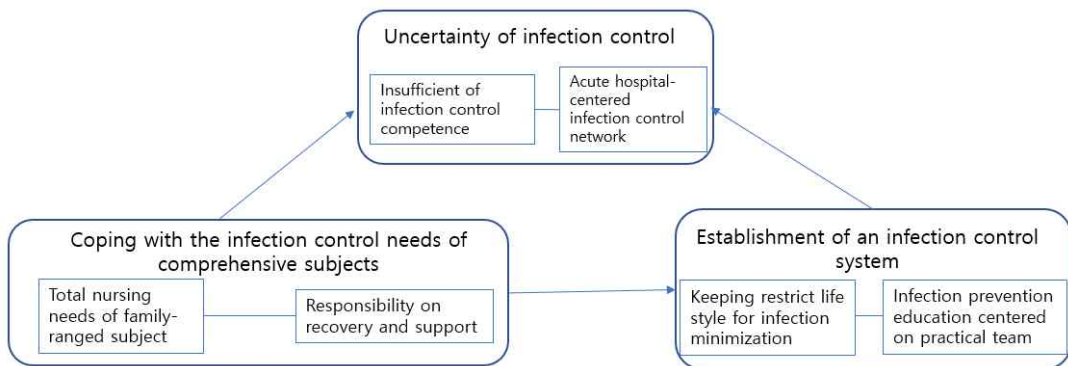 Uncertainty of infection control
Insufficient of
infection control
competence
Acute hospital-
centered
infection control
network
Coping with the infection control needs of
comprehensive subjects
Total nursing
needs of family-
ranged subject
Responsibility on
recovery and support
Establishment of an infection control
system
Keeping restrict life
style for infection
minimization
Infection prevention
education centered
on practical team